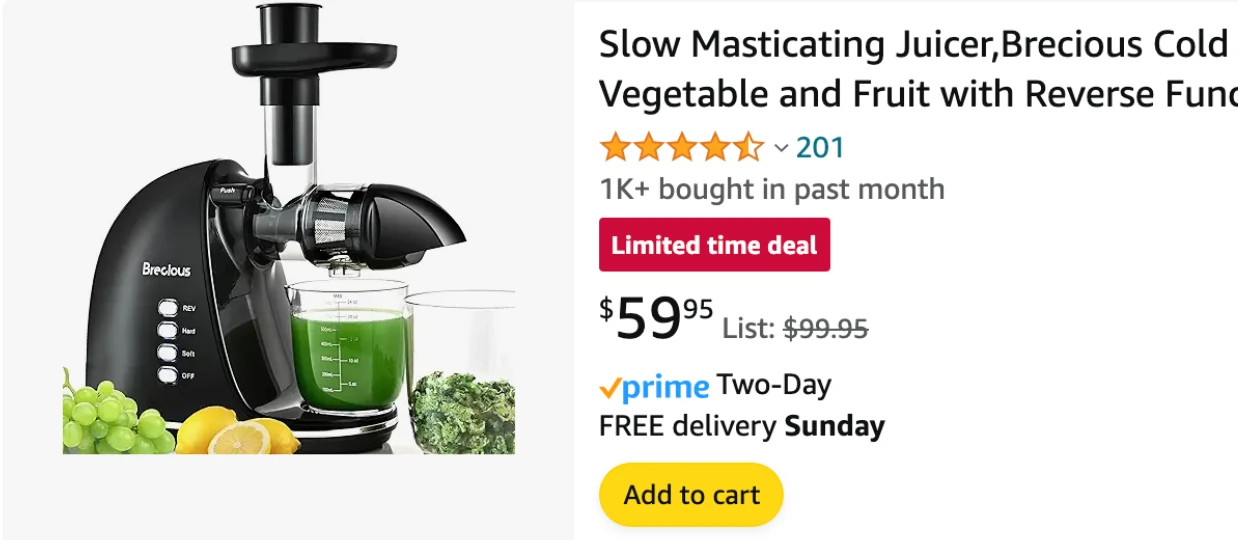 Push
Brecious
REV
Hard
Soft
OFF
Slow Masticating Juicer,Brecious Cold
Vegetable and Fruit with Reverse Func
201
1K+ bought in past month
Limited time deal
$59.95 List: $99.95
prime Two-Day
FREE delivery Sunday
Add to cart